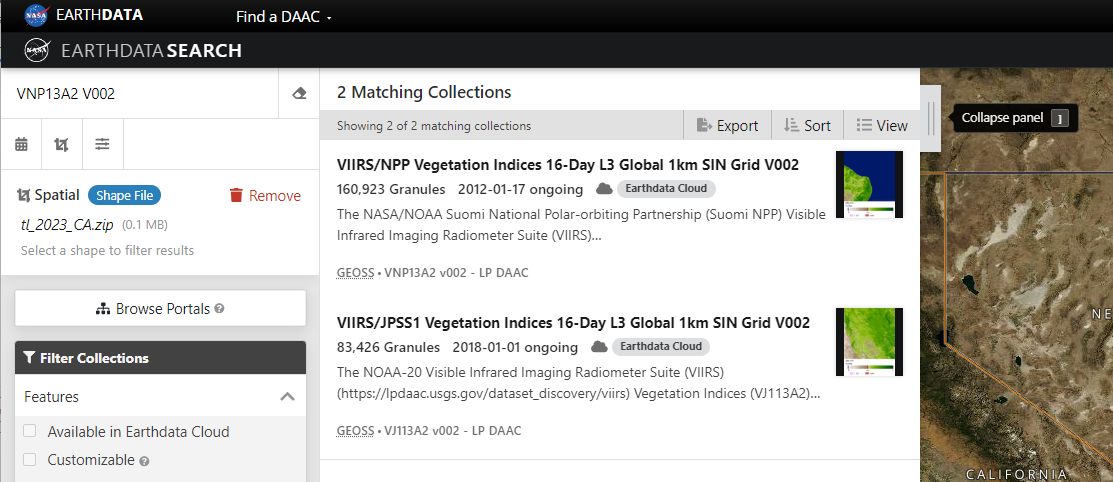 NASA EARTHDATA Find a DAAC
NASA EARTHDATA SEARCH
VNP13A2 V002
Spatial Shape File Remove
tl_2023_CA.zip (0.1 MB)
Select a shape to filter results
Browse Portals ?
Filter Collections
Features
Available in Earthdata Cloud
Customizable ?
2 Matching Collections
Showing 2 of 2 matching collections Export Sort View
VIIRS/NPP Vegetation Indices 16-Day L3 Global 1km SIN Grid V002
160,923 Granules 2012-01-17 ongoing Earthdata Cloud
The NASA/NOAA Suomi National Polar-orbiting Partnership (Suomi NPP) Visible
Infrared Imaging Radiometer Suite (VIIRS)...
GEOSS • VNP13A2 v002 - LP DAAC
VIIRS/JPSS1 Vegetation Indices 16-Day L3 Global 1km SIN Grid V002
83,426 Granules 2018-01-01 ongoing Earthdata Cloud
The NOAA-20 Visible Infrared Imaging Radiometer Suite (VIIRS)
(https://lpdaac.usgs.gov/dataset_discovery/viirs) Vegetation Indices (VJ113A2)...
GEOSS • VJ113A2 v002 - LP DAAC
Collapse panel ]
NE
CALIFORNIA